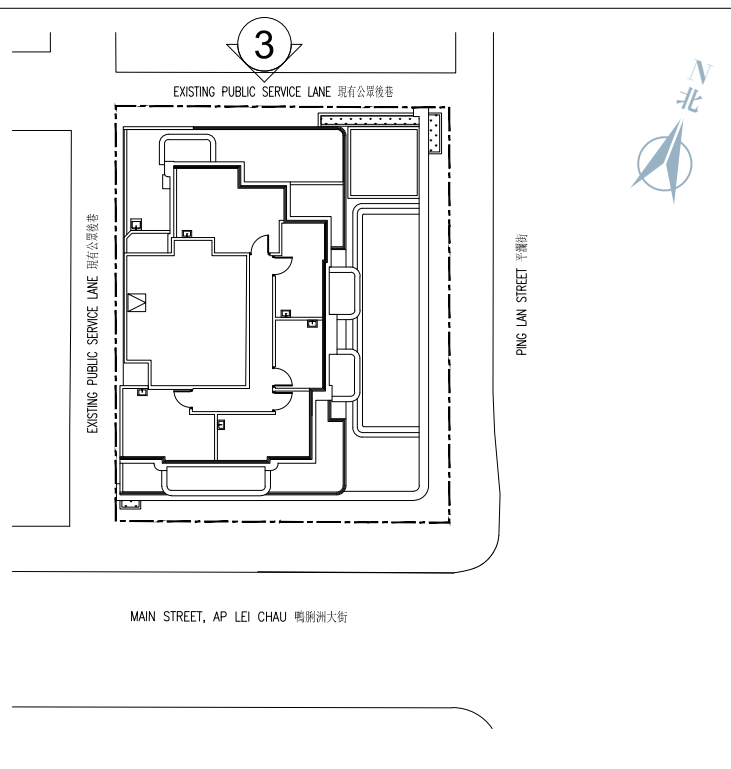 3
EXISTING PUBLIC SERVICE LANE 現有公眾後巷
N
北
EXISTING PUBLIC SERVICE LANE 現有公眾後巷
PING LAN STREET 平瀾街
MAIN STREET, AP LEI CHAU 鴨脷洲大街